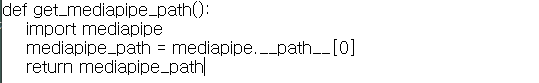 def get_mediapipe_path():
    import mediapipe
    mediapipe_path = mediapipe.__path__[0]
    return mediapipe_path